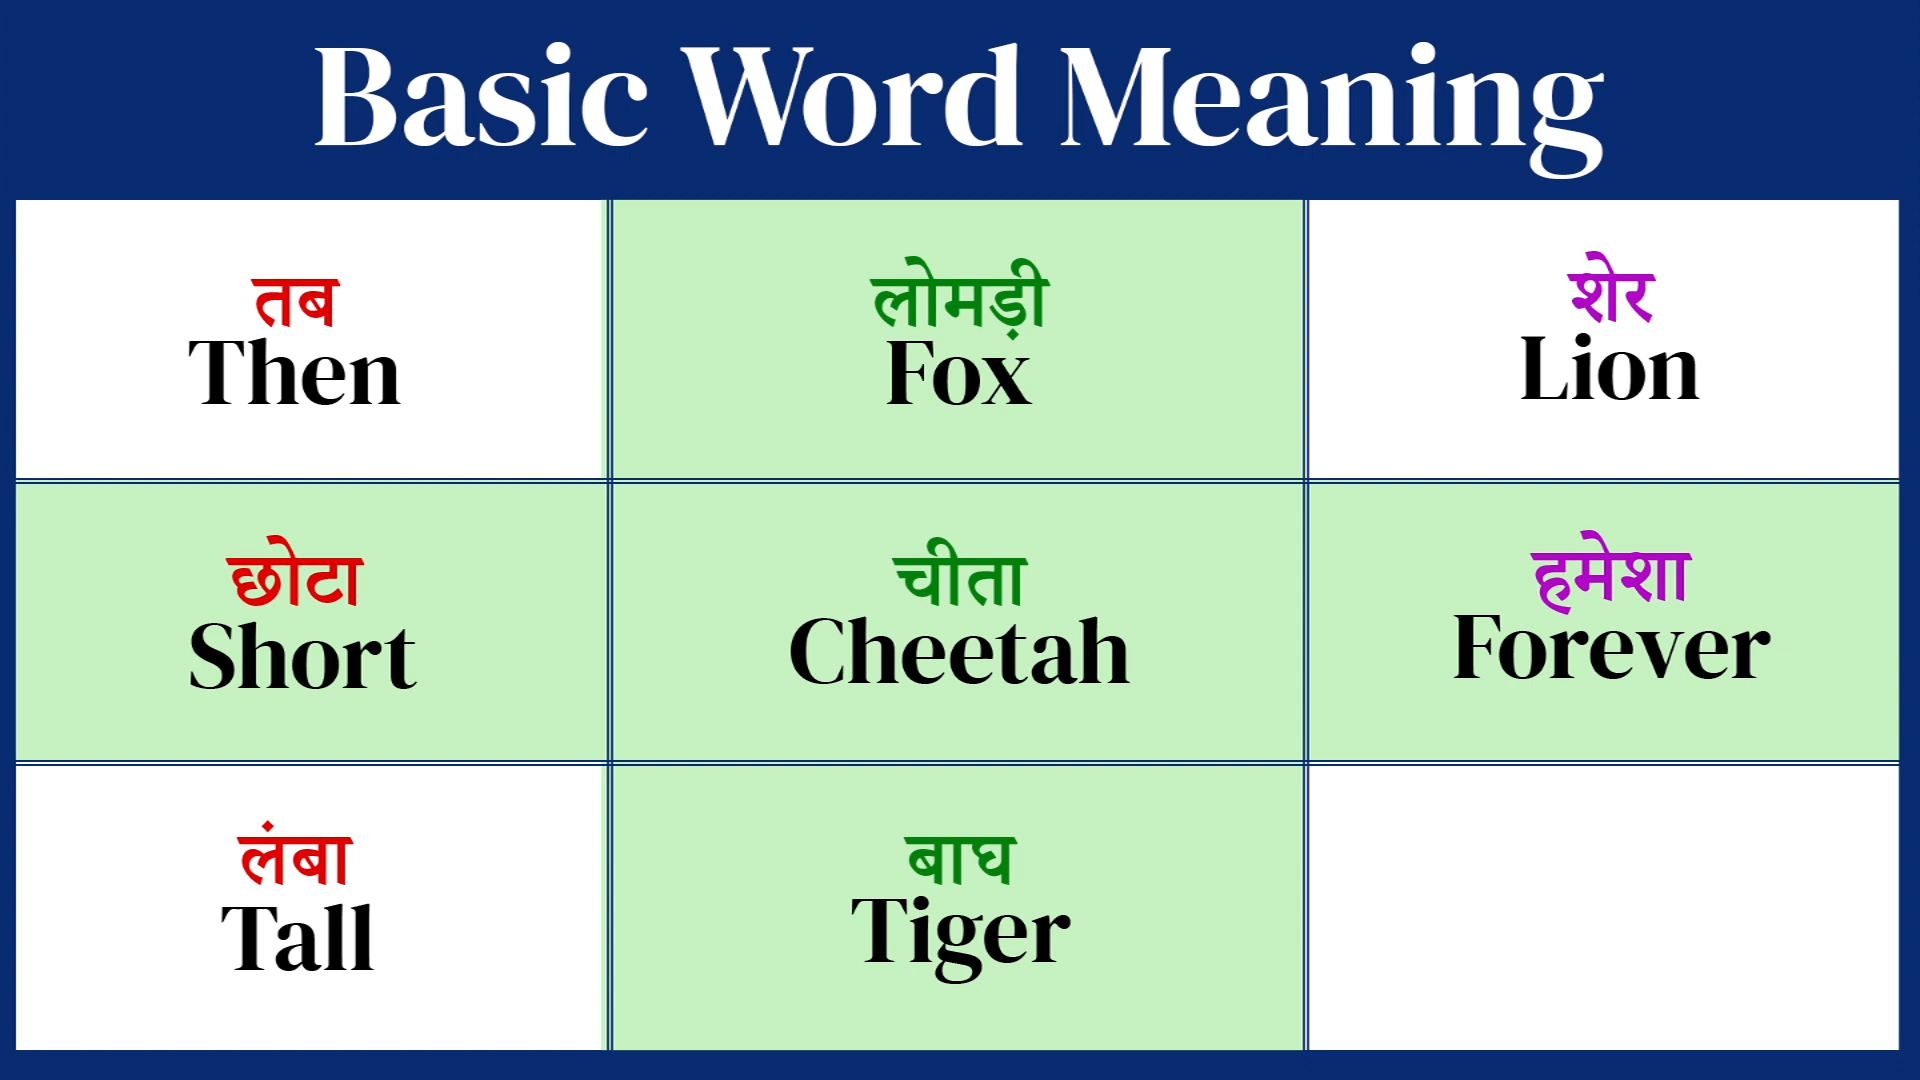 Basic Word Meaning
तब
Then
लोमड़ी
Fox
शेर
Lion
छोटा
Short
चीता
Cheetah
हमेशा
Forever
लंबा
Tall
बाघ
Tiger